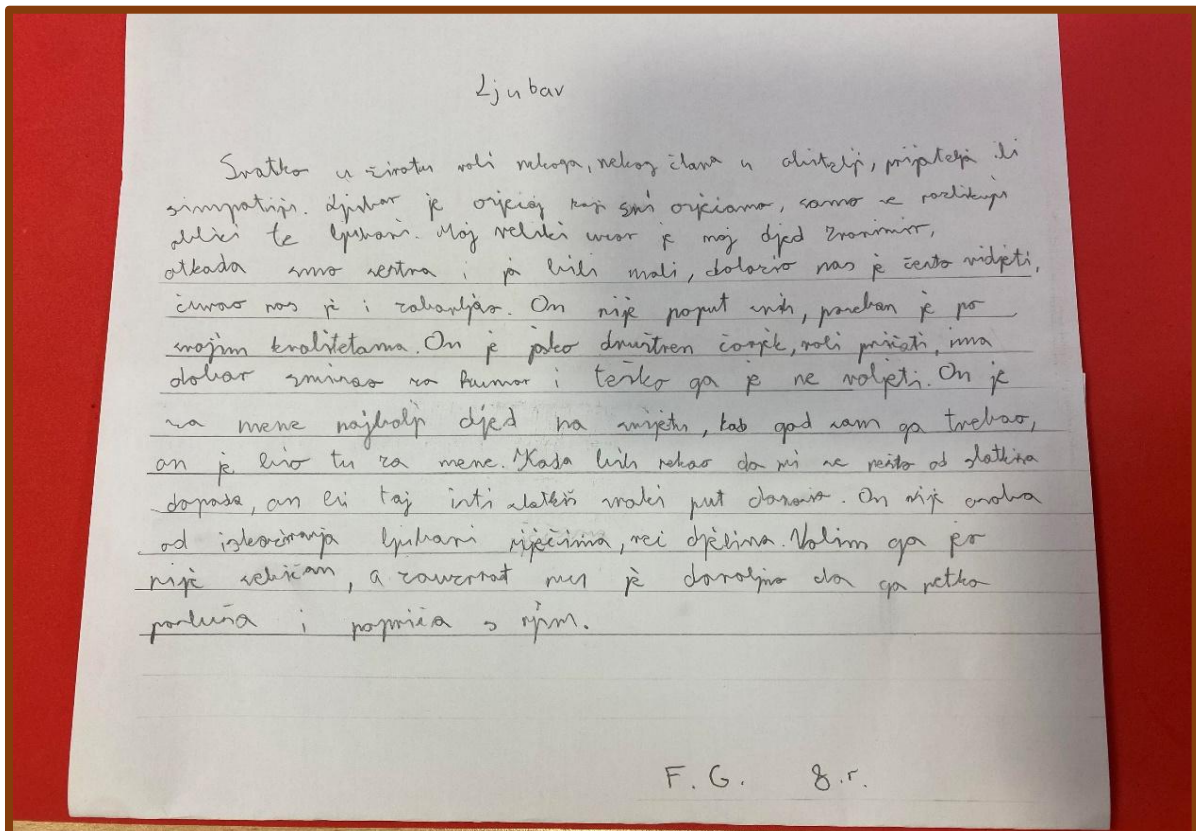 Ljubav
Svatko u životu voli nekoga, nekog člana u obitelji, prijatelja ili
simpatiju. Ljubav je osjećaj koji svi osjećamo, samo se razlikuju
oblici te ljubavi. Moj veliki uzor je moj djed Zvonimir,
otkada smo sestra i ja bili mali, dolazio nas je često vidjeti,
čuvao nas je i zabavljao. On nije poput svih, poseban je po
svojim kvalitetama. On je jako društven čovjek, voli pričati, ima
dobar smisao za humor i teško ga je ne voljeti. On je
za mene najbolji djed na svijetu, kad god sam ga trebao,
on je bio tu za mene. Kada bih rekao da mi se nešto od slatkiša
dopada, on bi taj isti slatkiš svaki put donosio. On nije osoba
od iskazivanja ljubavi riječima, već djelima. Volim ga jer
nije sebičan, a zauzvrat mu je dovoljno da ga netko
posluša i popriča s njim.
F. G. 8.r.